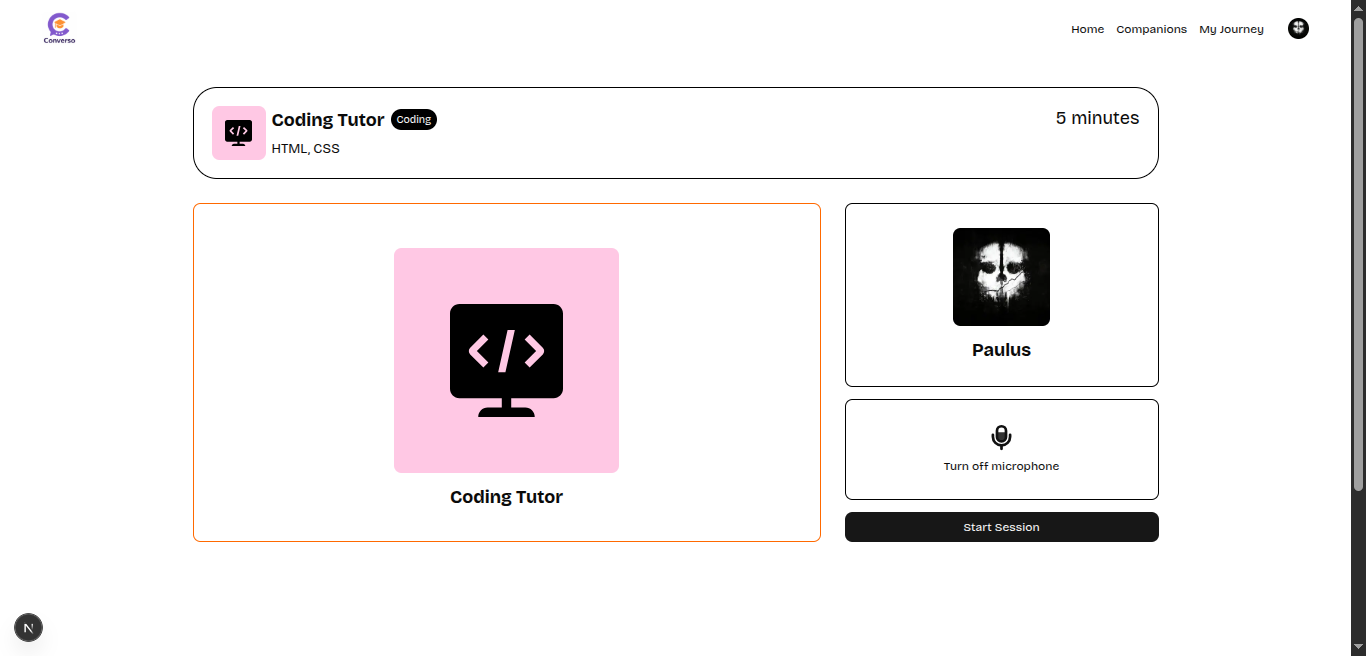 Converso
Home Companions My Journey
Coding Tutor Coding
HTML, CSS
5 minutes
</>
</>
Coding Tutor
Paulus
Turn off microphone
Start Session
N